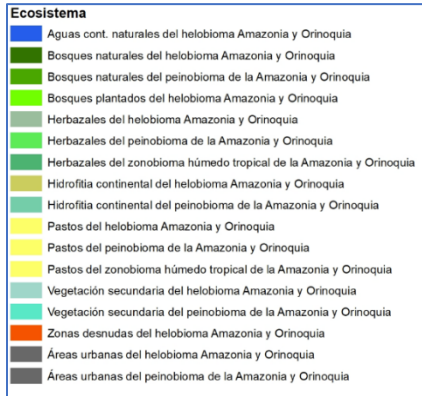 Ecosistema
Aguas cont. naturales del helobioma Amazonia y Orinoquia
Bosques naturales del helobioma Amazonia y Orinoquia
Bosques naturales del peinobioma de la Amazonia y Orinoquia
Bosques plantados del helobioma Amazonia y Orinoquia
Herbazales del helobioma Amazonia y Orinoquia
Herbazales del peinobioma de la Amazonia y Orinoquia
Herbazales del zonobioma húmedo tropical de la Amazonia y Orinoquia
Hidrofitia continental del helobioma Amazonia y Orinoquia
Hidrofitia continental del peinobioma de la Amazonia y Orinoquia
Pastos del helobioma Amazonia y Orinoquia
Pastos del peinobioma de la Amazonia y Orinoquia
Pastos del zonobioma húmedo tropical de la Amazonia y Orinoquia
Vegetación secundaria del helobioma Amazonia y Orinoquia
Vegetación secundaria del peinobioma de la Amazonia y Orinoquia
Zonas desnudas del helobioma Amazonia y Orinoquia
Áreas urbanas del helobioma Amazonia y Orinoquia
Áreas urbanas del peinobioma de la Amazonia y Orinoquia